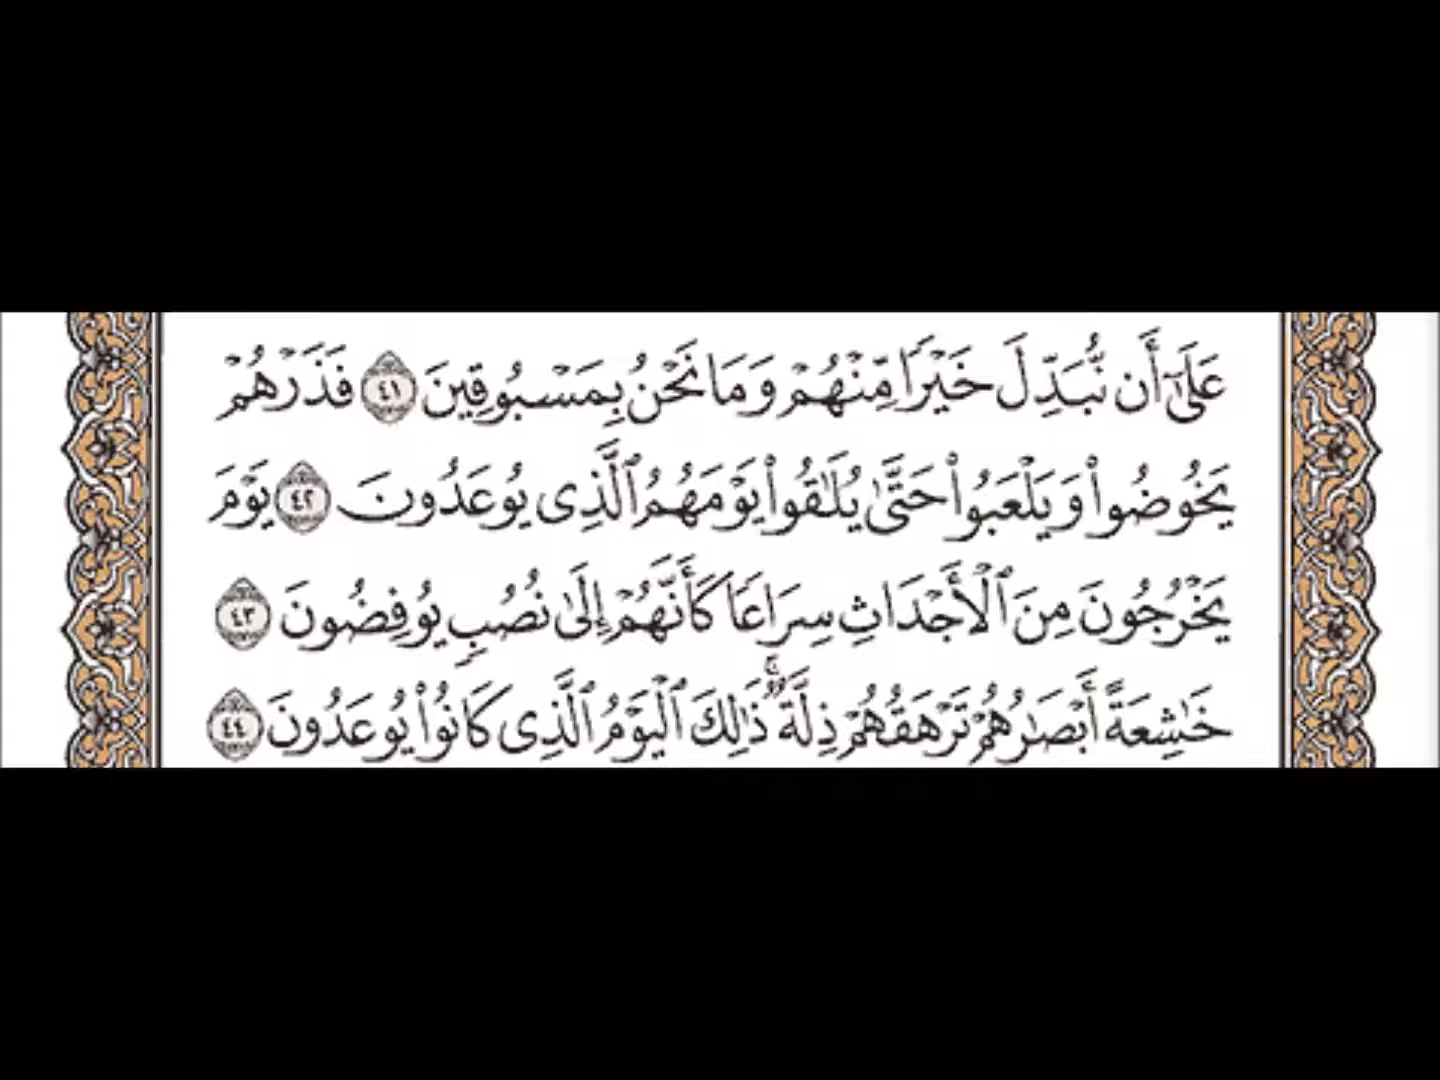 عَلَىٰٓ أَن نُّبَدِّلَ خَيْرًا مِّنْهُمْ وَمَا نَحْنُ بِمَسْبُوقِينَ ٤١ فَذَرْهُمْ
يَخُوضُوا۟ وَيَلْعَبُوا۟ حَتَّىٰ يُلَٰقُوا۟ يَوْمَهُمُ ٱلَّذِى يُوعَدُونَ ٤٢ يَوْمَ
يَخْرُجُونَ مِنَ ٱلْأَجْدَاثِ سِرَاعًا كَأَنَّهُمْ إِلَىٰ نُصُبٍ يُوفِضُونَ ٤٣
خَٰشِعَةً أَبْصَٰرُهُمْ تَرْهَقُهُمْ ذِلَّةٌ ۚ ذَٰلِكَ ٱلْيَوْمُ ٱلَّذِى كَانُوا۟ يُوعَدُونَ ٤٤